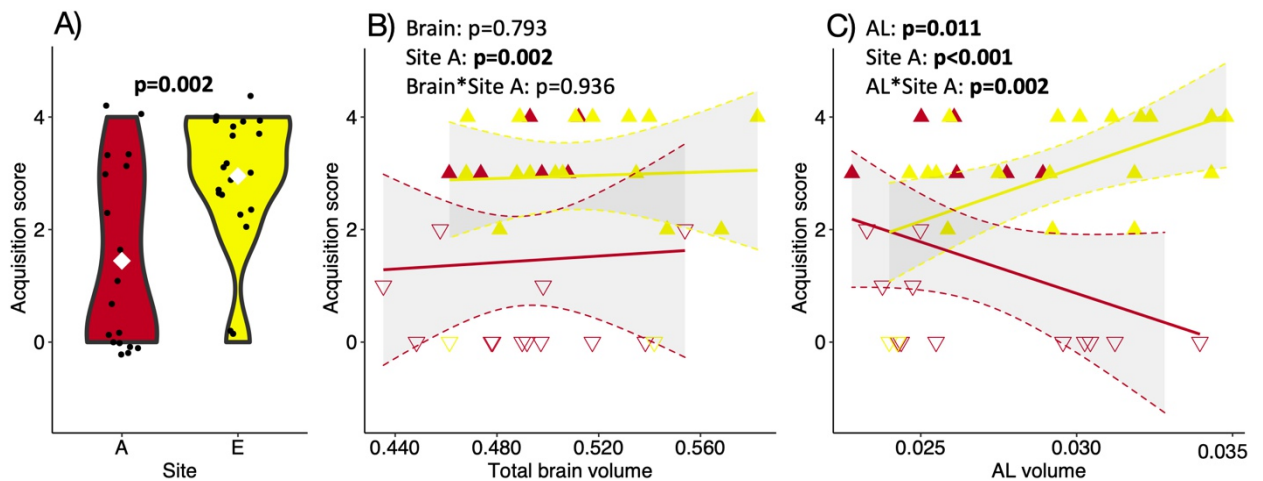 A)
p=0.002
Acquisition score
4
2
0
A
E
Site
B)
Brain: p=0.793
Site A: p=0.002
Brain*Site A: p=0.936
Acquisition score
4
2
0
0.440
0.480
0.520
0.560
Total brain volume
C)
AL: p=0.011
Site A: p<0.001
AL*Site A: p=0.002
Acquisition score
4
2
0
0.025
0.030
0.035
AL volume